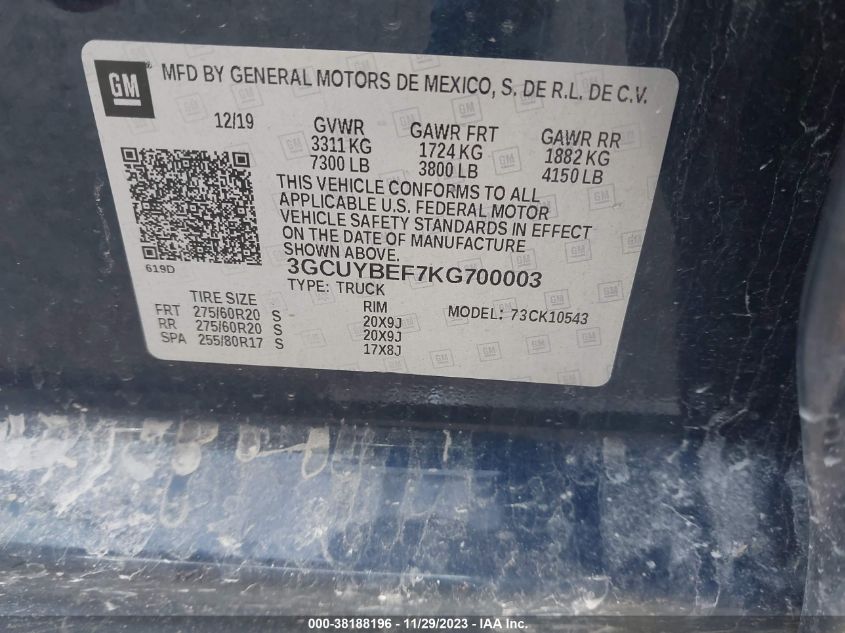 GM
MFD BY GENERAL MOTORS DE MEXICO, S. DE R.L. DE C.V.
12/19 GVWR GAWR FRT GAWR RR
3311 KG 1724 KG 1882 KG
7300 LB 3800 LB 4150 LB
THIS VEHICLE CONFORMS TO ALL
APPLICABLE U.S. FEDERAL MOTOR
VEHICLE SAFETY STANDARDS IN EFFECT
ON THE DATE OF MANUFACTURE
SHOWN ABOVE.
619D
3GCUYBEF7KG700003
TYPE: TRUCK
TIRE SIZE RIM MODEL: 73CK10543
FRT 275/60R20 S 20X9J
RR 275/60R20 S 20X9J
SPA 255/80R17 S 17X8J
000-38188196 - 11/29/2023 - IAA Inc.